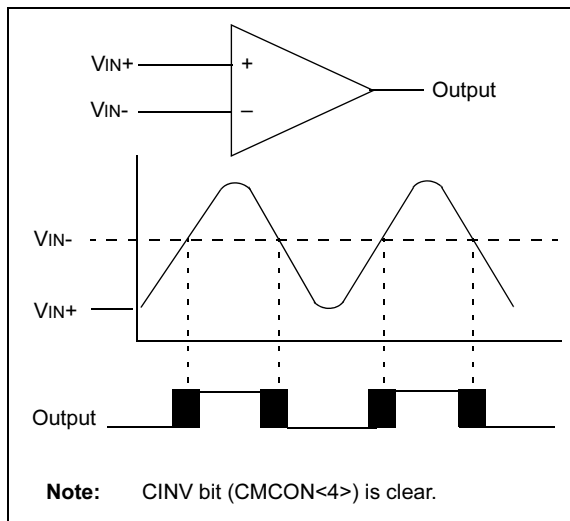 VIN+
+
Output
VIN-
–
VIN-
VIN+
Output
Note: CINV bit (CMCON<4>) is clear.